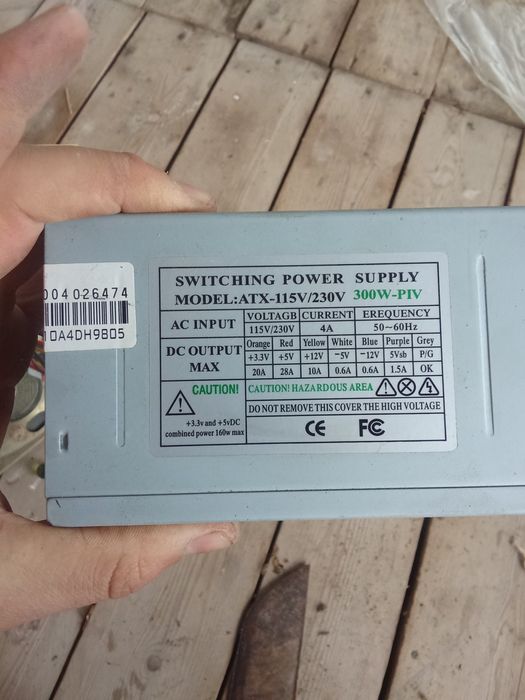 004026474
10A4DH9805
SWITCHING POWER SUPPLY
MODEL:ATX-115V/230V 300W-PIV
AC INPUT VOLTAGB CURRENT EREQUENCY
115V/230V 4A 50~60Hz
DC OUTPUT MAX Orange Red Yellow White Blue Purple Grey
+3.3V +5V +12V -5V -12V 5Vsb P/G
20A 28A 10A 0.6A 0.6A 1.5A OK
CAUTION!
+3.3v and +5vDC
combined power 160w max
CAUTION! HAZARDOUS AREA
DO NOT REMOVE THIS COVER THE HIGH VOLTAGE
CE FC